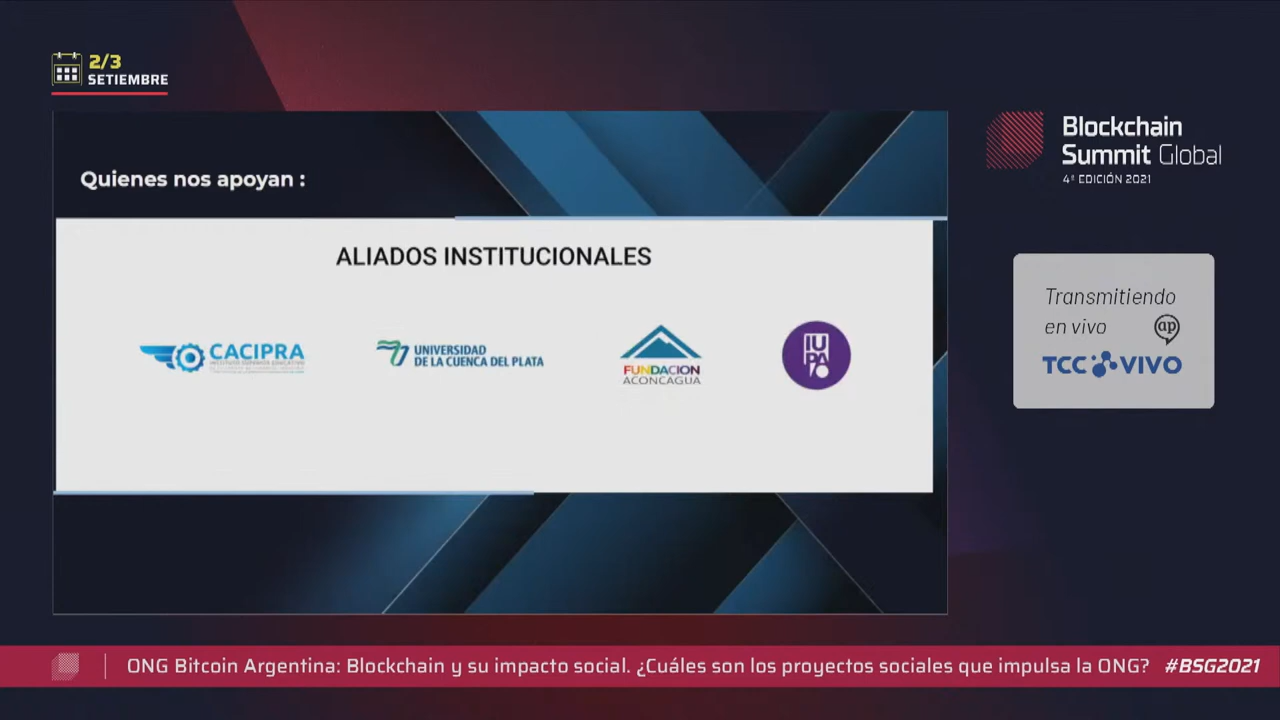 2/3
SETIEMBRE
Blockchain
Summit Global
4ª EDICIÓN 2021
Quienes nos apoyan :
ALIADOS INSTITUCIONALES
CACIPRA
UNIVERSIDAD
DE LA CUENCA DEL PLATA
FUNDACION
ACONCAGUA
IU
PA
Transmitiendo
en vivo
ap
TCC VIVO
ONG Bitcoin Argentina: Blockchain y su impacto social. ¿Cuáles son los proyectos sociales que impulsa la ONG? #BSG2021